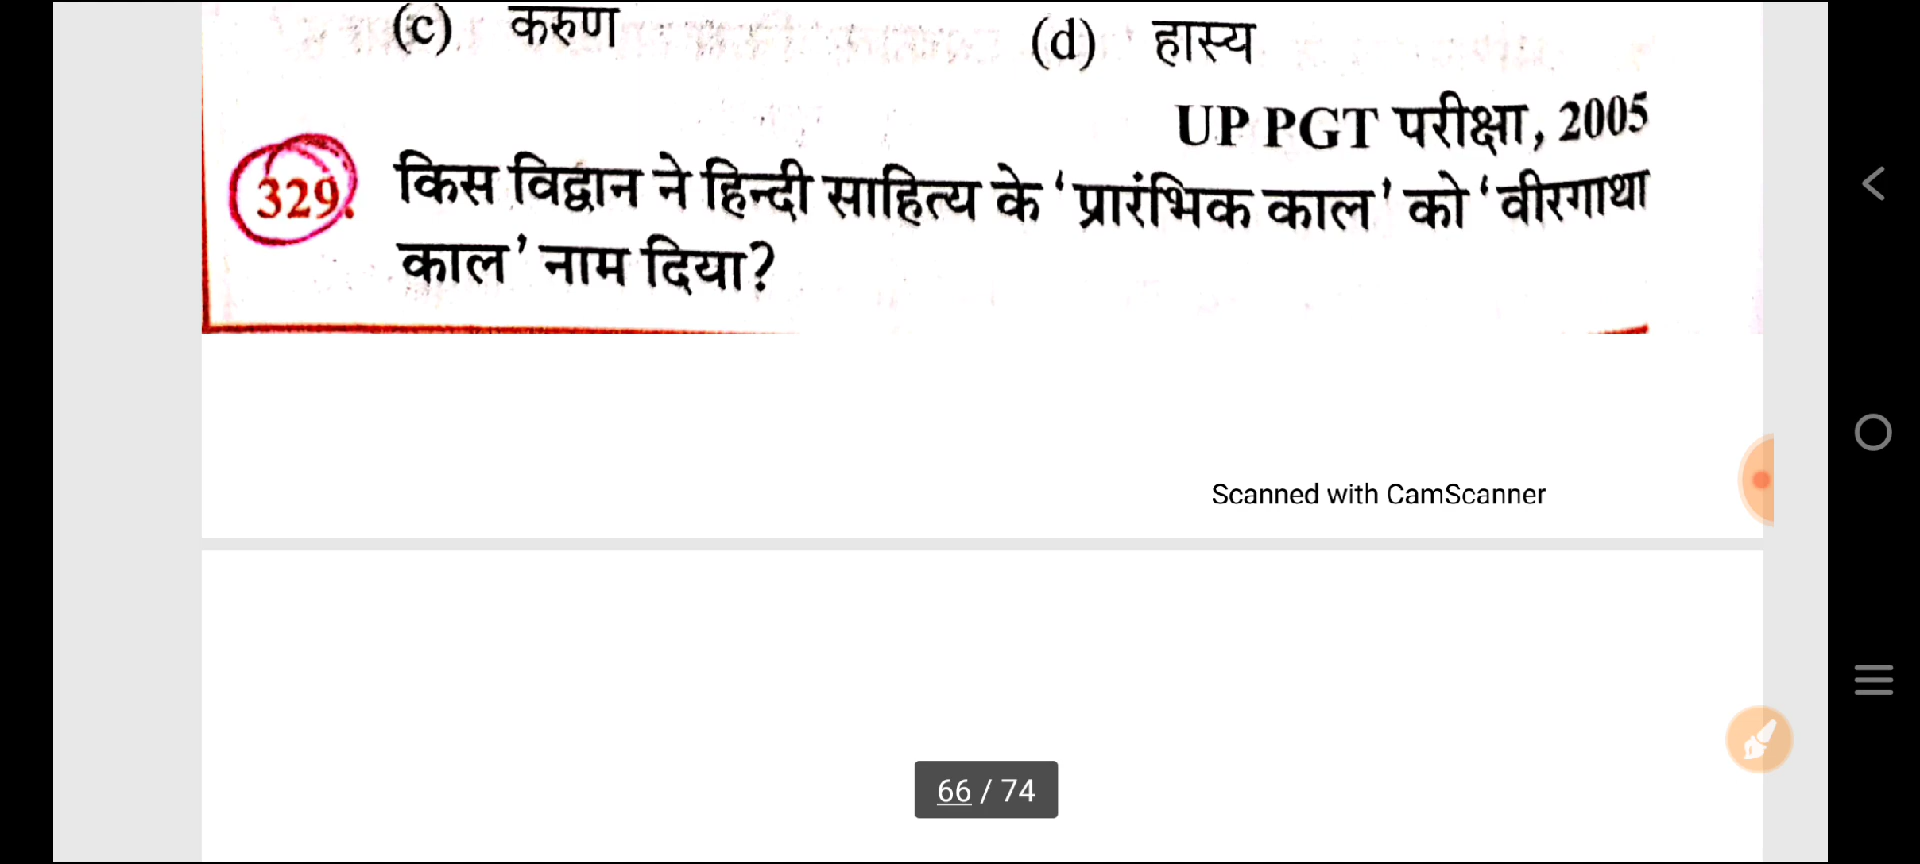 (c) करुण (d) हास्य
UP PGT परीक्षा, 2005
329. किस विद्वान ने हिन्दी साहित्य के ‘प्रारंभिक काल’ को ‘वीरगाथा
काल’ नाम दिया?
Scanned with CamScanner
66 / 74